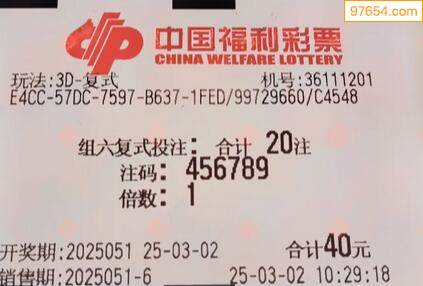 97654.com
中国福利彩票
CHINA WELFARE LOTTERY
玩法:3D-复式 机号:36111201
E4CC-57DC-7597-B637-1FED/99729660/C4548
组六复式投注: 合计 20注
注码: 456789
倍数: 1
开奖期:2025051 25-03-02 合计40元
销售期:2025051-6 25-03-02 10:29:18